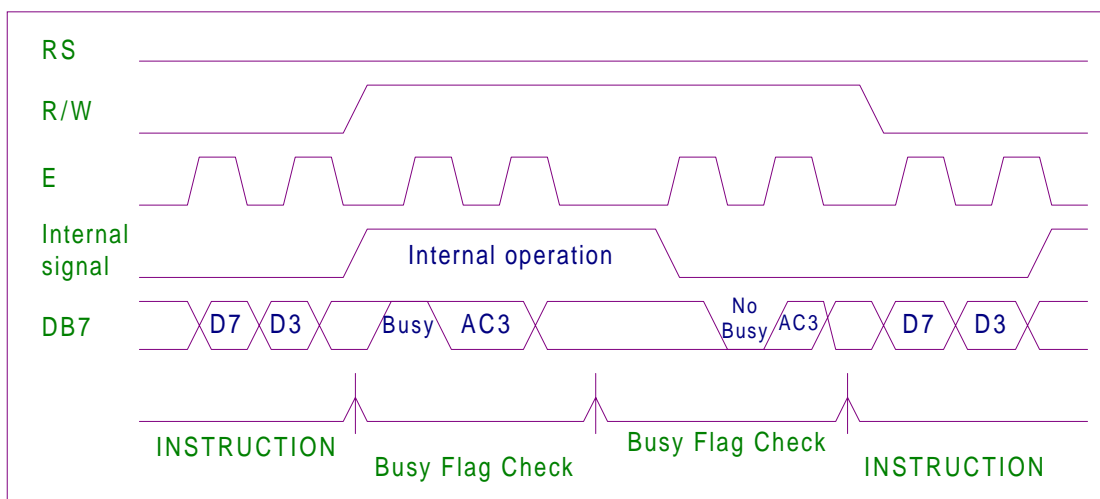 RS
R/W
E
Internal
signal
Internal operation
DB7
D7
D3
Busy
AC3
No
Busy
AC3
D7
D3
INSTRUCTION
Busy Flag Check
Busy Flag Check
INSTRUCTION